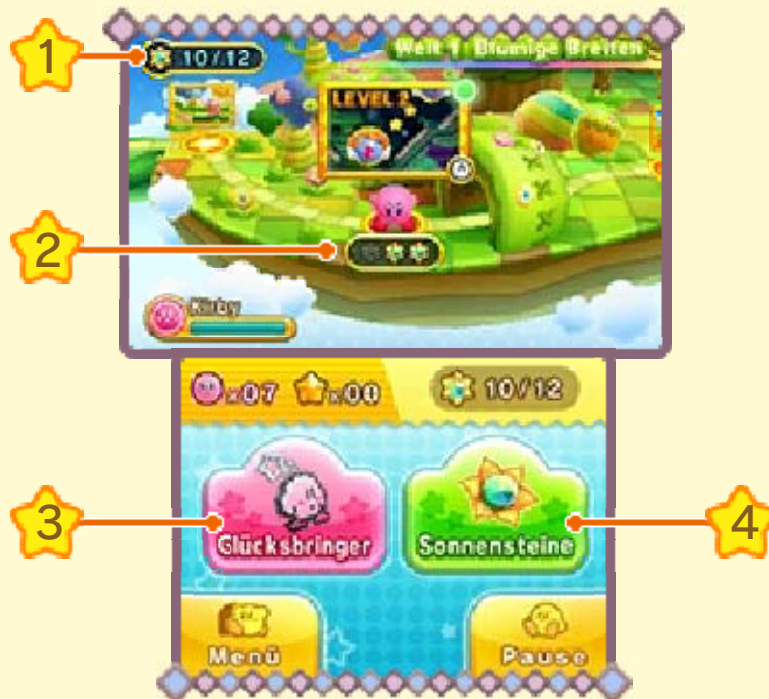 1
10/12
Welt 1: Blumige Breiten
LEVEL 2
A
2
Kirby
x07 x00 10/12
3
Glücksbringer
Sonnensteine
4
Menü
Pause